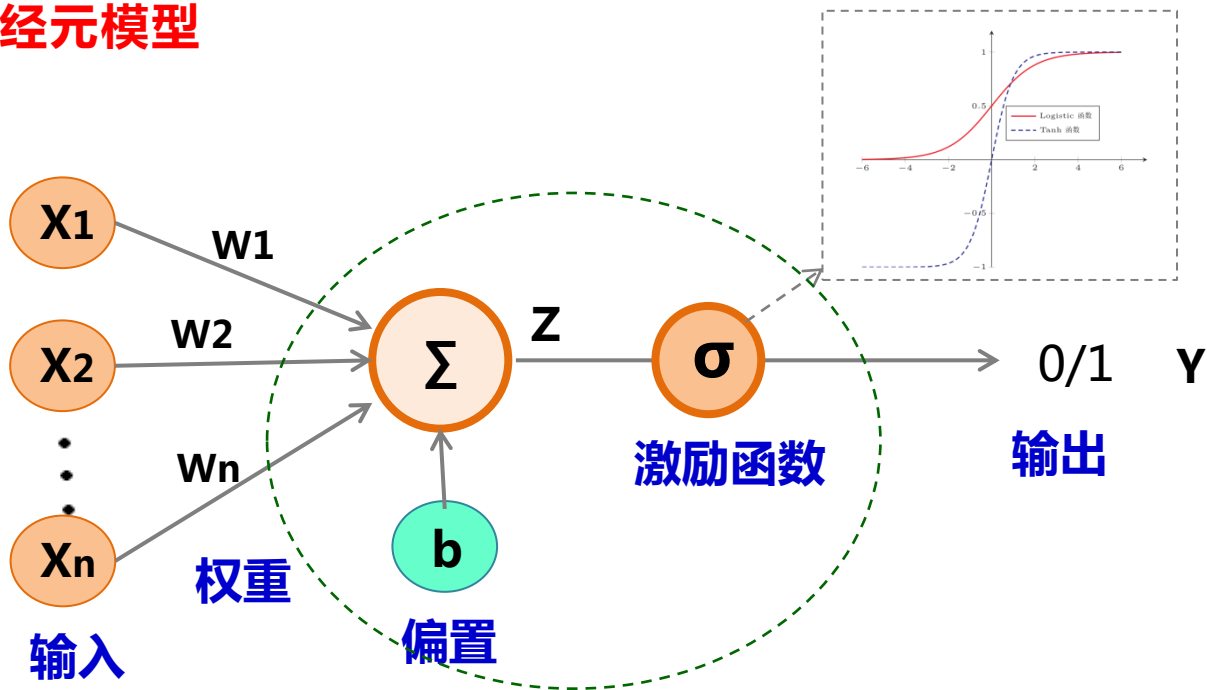 经元模型
1
0.5
Logistic 函数
Tanh 函数
−6
−4
−2
2
4
6
−0.5
−1
X1
W1
W2
X2
Σ
Z
σ
0/1
Y
激励函数
输出
Wn
Xn
b
权重
偏置
输入